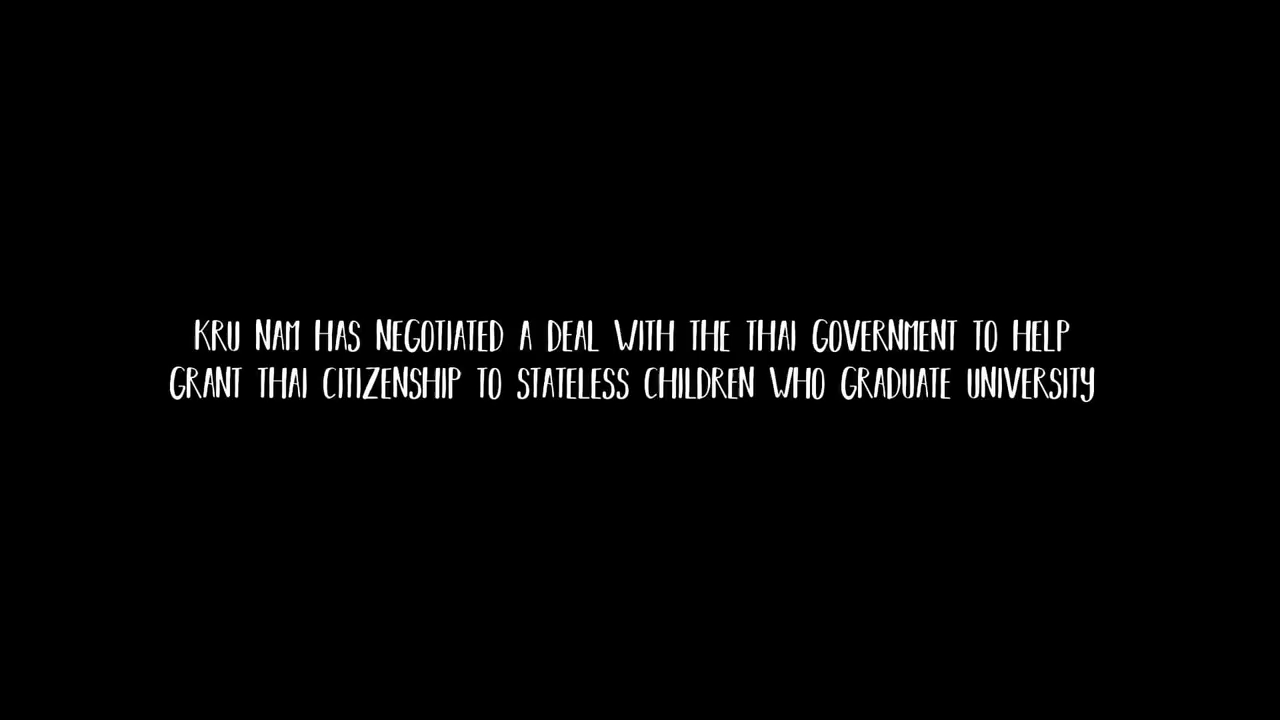 KRU NAM HAS NEGOTIATED A DEAL WITH THE THAI GOVERNMENT TO HELP
GRANT THAI CITIZENSHIP TO STATELESS CHILDREN WHO GRADUATE UNIVERSITY